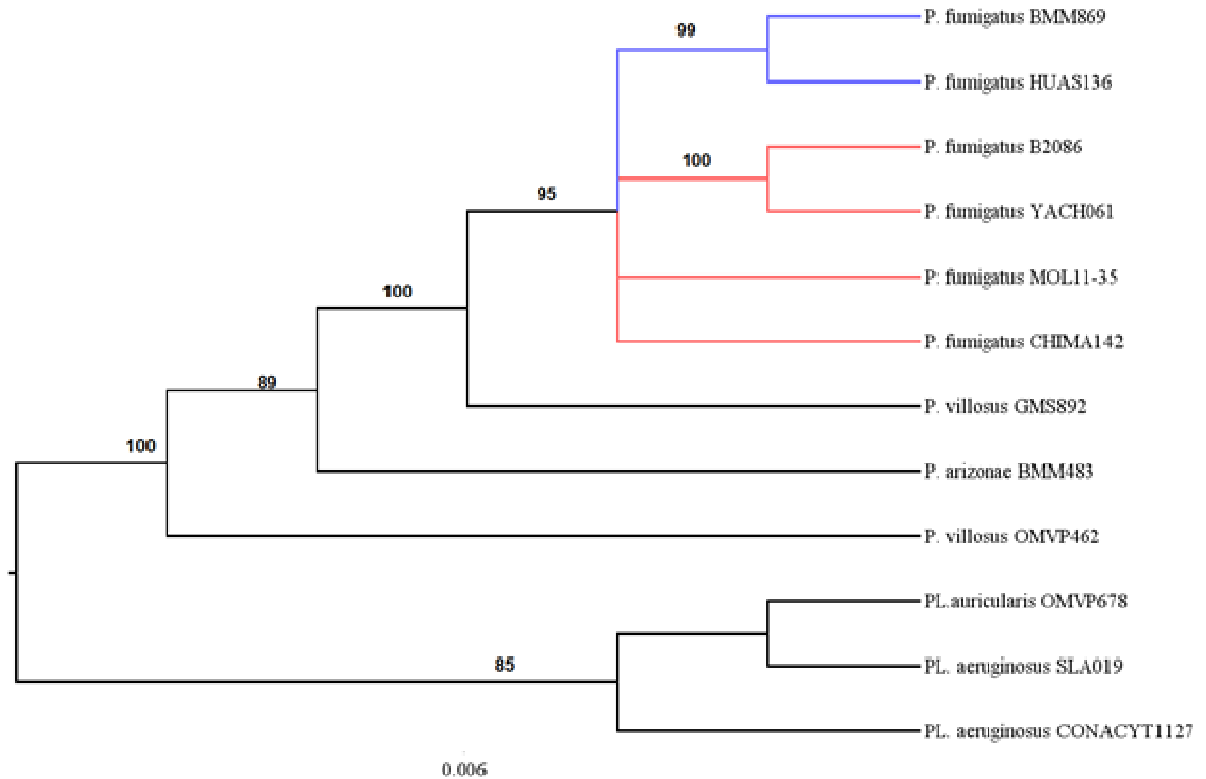 P. fumigatus BMM869
99
P. fumigatus HUAS136
P. fumigatus B2086
100
P. fumigatus YACH061
95
P. fumigatus MOL11-35
100
P. fumigatus CHIMA142
89
P. villosus GMS892
100
P. arizonae BMM483
P. villosus OMVP462
PL.auricularis OMVP678
85
PL. aeruginosus SLA019
PL. aeruginosus CONACYT1127
0.006